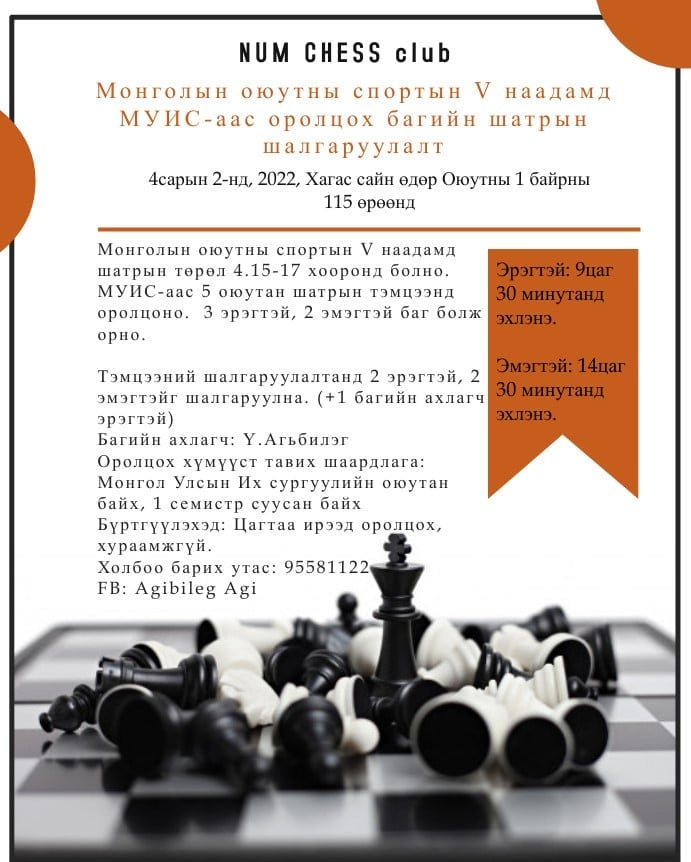 NUM CHESS club
Монголын оюутны спортын V наадамд
МУИС-аас оролцох багийн шатрын
шалгаруулалт
4сарын 2-нд, 2022, Хагас сайн өдөр Оюутны 1 байрны
115 өрөөнд
Монголын оюутны спортын V наадамд
шатрын төрөл 4.15-17 хооронд болно.
МУИС-аас 5 оюутан шатрын тэмцээнд
оролцоно. 3 эрэгтэй, 2 эмэгтэй баг болж
орно.
Тэмцээний шалгаруулалтанд 2 эрэгтэй, 2
эмэгтэйг шалгаруулна. (+1 багийн ахлагч
эрэгтэй)
Багийн ахлагч: Ү.Агьбилэг
Оролцох хүмүүст тавих шаардлага:
Монгол Улсын Их сургуулийн оюутан
байх, 1 семистр суусан байх
Бүртгүүлэхэд: Цагтаа ирээд оролцох,
хураамжгүй.
Холбоо барих утас: 95581122
FB: Agibileg Agi
Эрэгтэй: 9цаг
30 минутанд
эхлэнэ.
Эмэгтэй: 14цаг
30 минутанд
эхлэнэ.